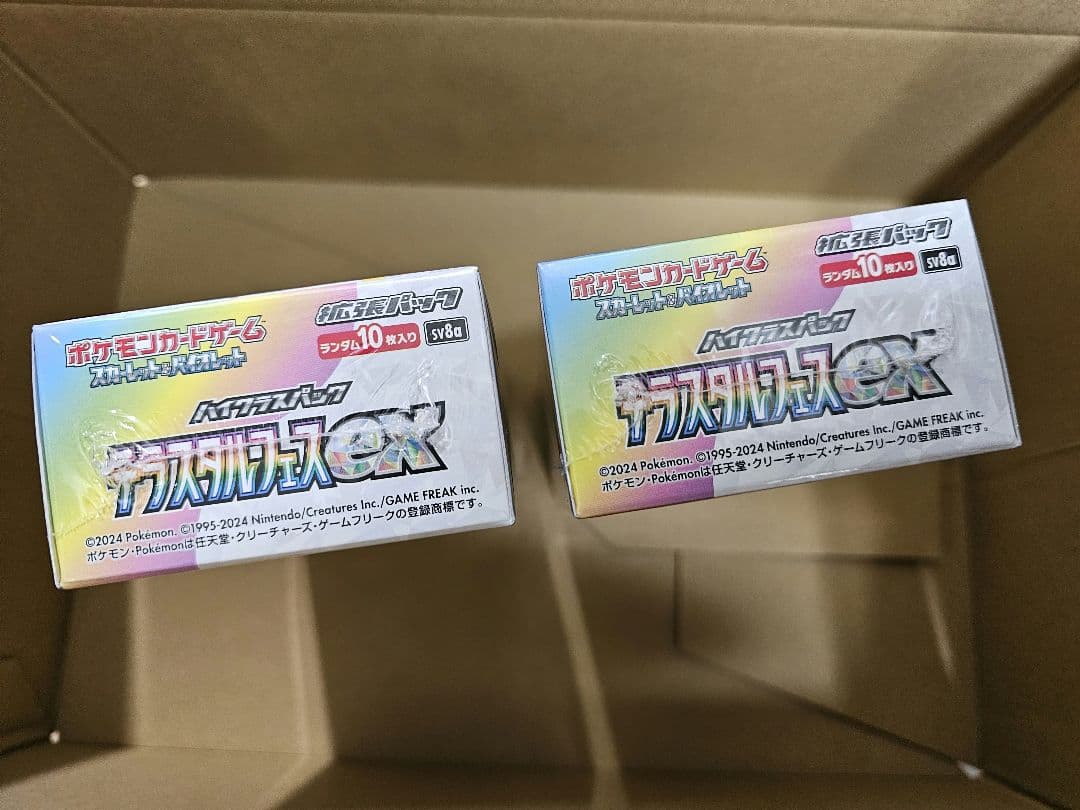 ポケモンカードゲーム
スカーレット&バイオレット
拡張パック
ランダム10枚入り sv8a
ハイクラスパック
テラスタルフェスex
©2024 Pokémon. ©1995-2024 Nintendo/Creatures Inc./GAME FREAK inc.
ポケモン・Pokémonは任天堂・クリーチャーズ・ゲームフリークの登録商標です。
ポケモンカードゲーム
スカーレット&バイオレット
拡張パック
ランダム10枚入り sv8a
ハイクラスパック
テラスタルフェスex
©2024 Pokémon. ©1995-2024 Nintendo/Creatures Inc./GAME FREAK inc.
ポケモン・Pokémonは任天堂・クリーチャーズ・ゲームフリークの登録商標です。